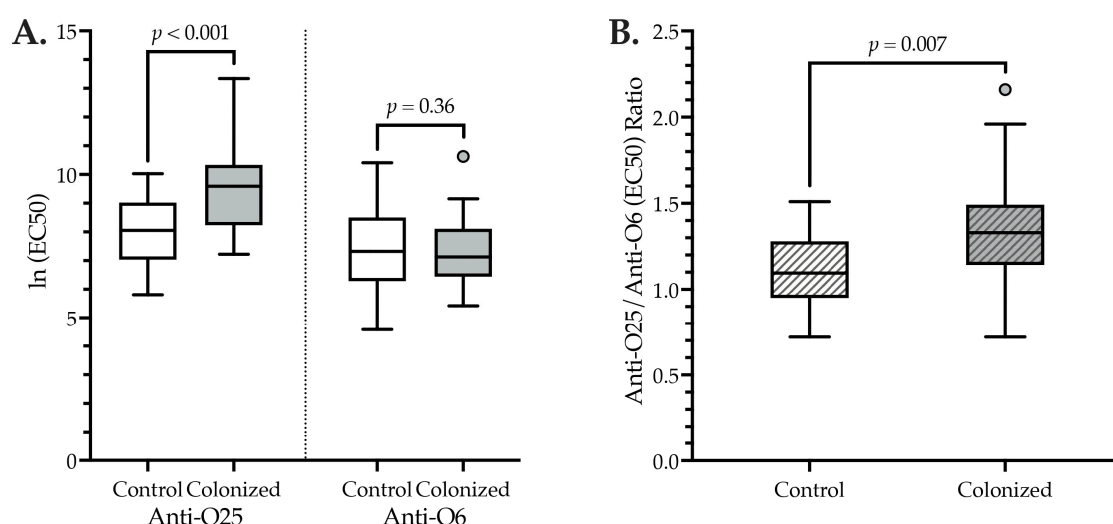 A.
15
10
5
0
ln (EC50)
p < 0.001
p = 0.36
Control Colonized Control Colonized
Anti-O25 Anti-O6
B.
2.5
2.0
1.5
1.0
0.5
0.0
Anti-O25 / Anti-O6 (EC50) Ratio
p = 0.007
Control Colonized